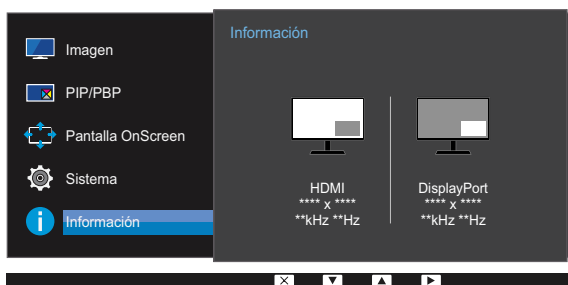 Imagen
PIP/PBP
Pantalla OnScreen
Sistema
Información
Información
HDMI
**** x ****
**kHz **Hz
DisplayPort
**** x ****
**kHz **Hz